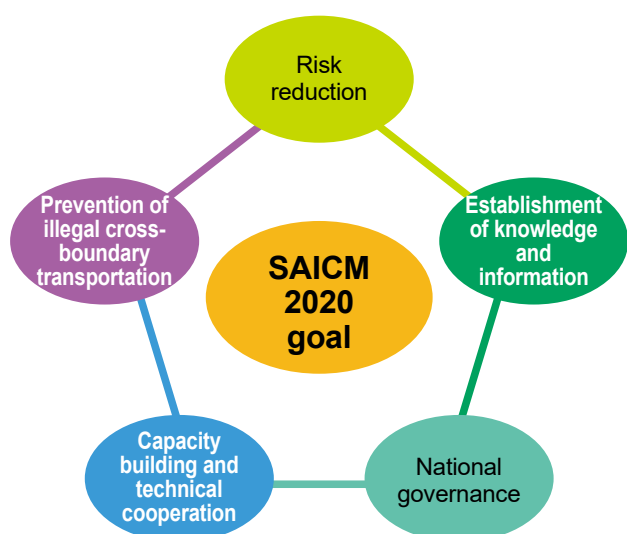 Risk
reduction
Prevention of
illegal cross-
boundary
transportation
Establishment
of knowledge
and
information
SAICM
2020
goal
Capacity
building and
technical
cooperation
National
governance